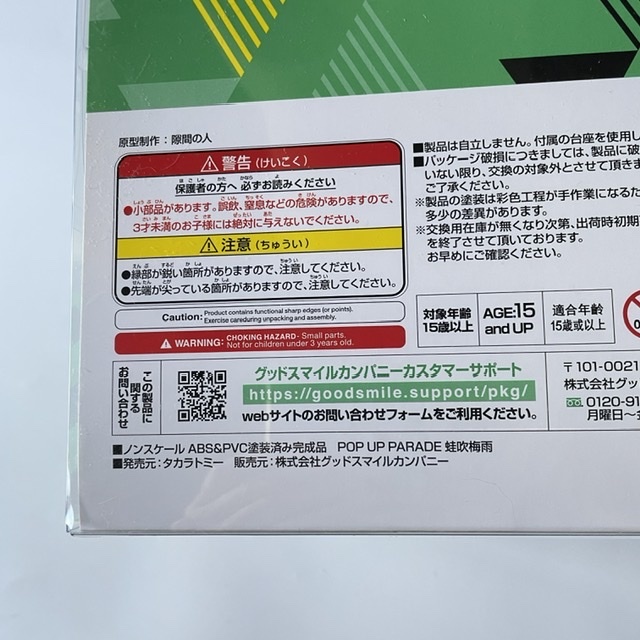 原型制作：隙間の人
警告（けいこく）
保護者の方へ 必ずお読みください
●小部品があります。誤飲、窒息などの危険がありますので、
3才未満のお子様には絶対に与えないでください。
注意（ちゅうい）
●縁部が鋭い箇所がありますので、注意してください。
●先端が尖っている箇所がありますので、注意してください。
Caution: Product contains functional sharp edges (or points).
Exercise careduring unpacking and assembly.
WARNING: CHOKING HAZARD- Small parts.
Not for children under 3 years old.
■製品は自立しません。付属の台座を使用し
■パッケージ破損につきましては、製品に破
いない限り、交換の対象外とさせて頂きま
ご了承ください。
※製品の塗装は彩色工程が手作業になるた
多少の差異があります。
※交換用在庫が無くなり次第、出荷時初期
を終了させて頂いております。
お早めにご確認ください。
対象年齢
15歳以上
AGE:15
and UP
適合年齢
15歳或以上
この製品に
関する
お問い合わせ
グッドスマイルカンパニーカスタマーサポート
https://goodsmile.support/pkg/
webサイトのお問い合わせフォームをご利用ください。
〒101-0021
株式会社グッ
0120-91
月曜日～
■ノンスケール ABS&PVC塗装済み完成品 POP UP PARADE 蛙吹梅雨
■発売元：タカラトミー 販売元：株式会社グッドスマイルカンパニー